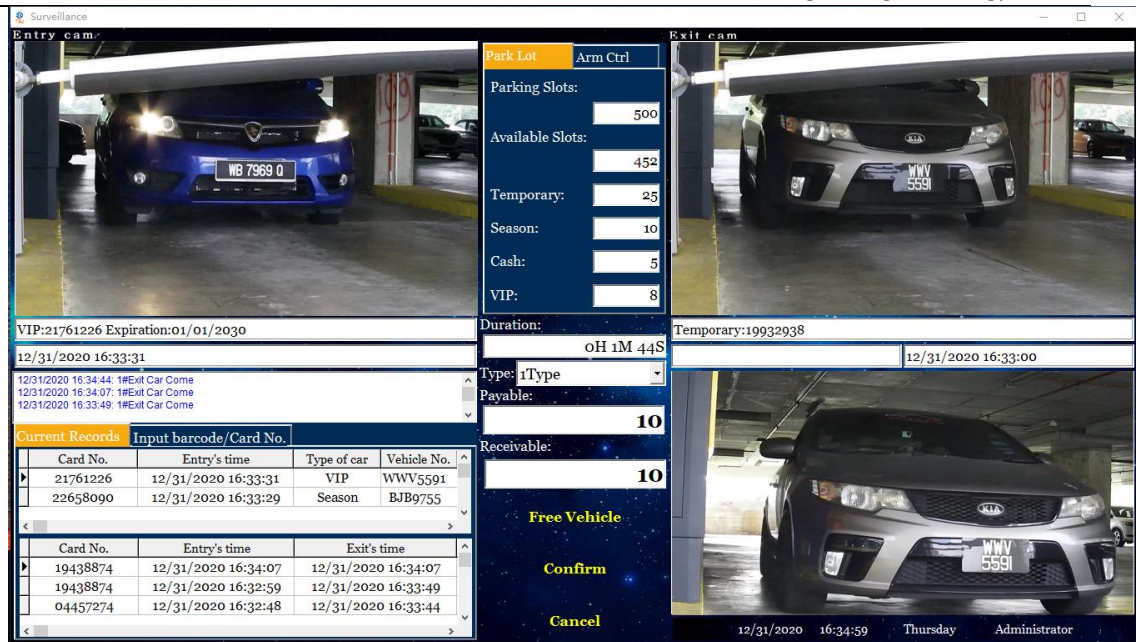 Surveillance
Entry cam
WB 7969 Q
VIP:21761226 Expiration:01/01/2030
12/31/2020 16:33:31
12/31/2020 16:34:44: 1#Exit Car Come
12/31/2020 16:34:07: 1#Exit Car Come
12/31/2020 16:33:49: 1#Exit Car Come
Current Records Input barcode/Card No.
Card No. Entry's time Type of car Vehicle No.
21761226 12/31/2020 16:33:31 VIP WWV5591
22658090 12/31/2020 16:33:29 Season BJB9755
Card No. Entry's time Exit's time
19438874 12/31/2020 16:34:07 12/31/2020 16:34:07
19438874 12/31/2020 16:32:59 12/31/2020 16:33:49
04457274 12/31/2020 16:32:48 12/31/2020 16:33:44
Park Lot Arm Ctrl
Parking Slots:
500
Available Slots:
452
Temporary: 25
Season: 10
Cash: 5
VIP: 8
Duration:
0H 1M 44S
Type: 1Type
Payable:
10
Receivable:
10
Free Vehicle
Confirm
Cancel
Exit cam
109
KIA
WWV
5591
Temporary:19932938
12/31/2020 16:33:00
KIA
WWV
5591
12/31/2020 16:34:59 Thursday Administrator